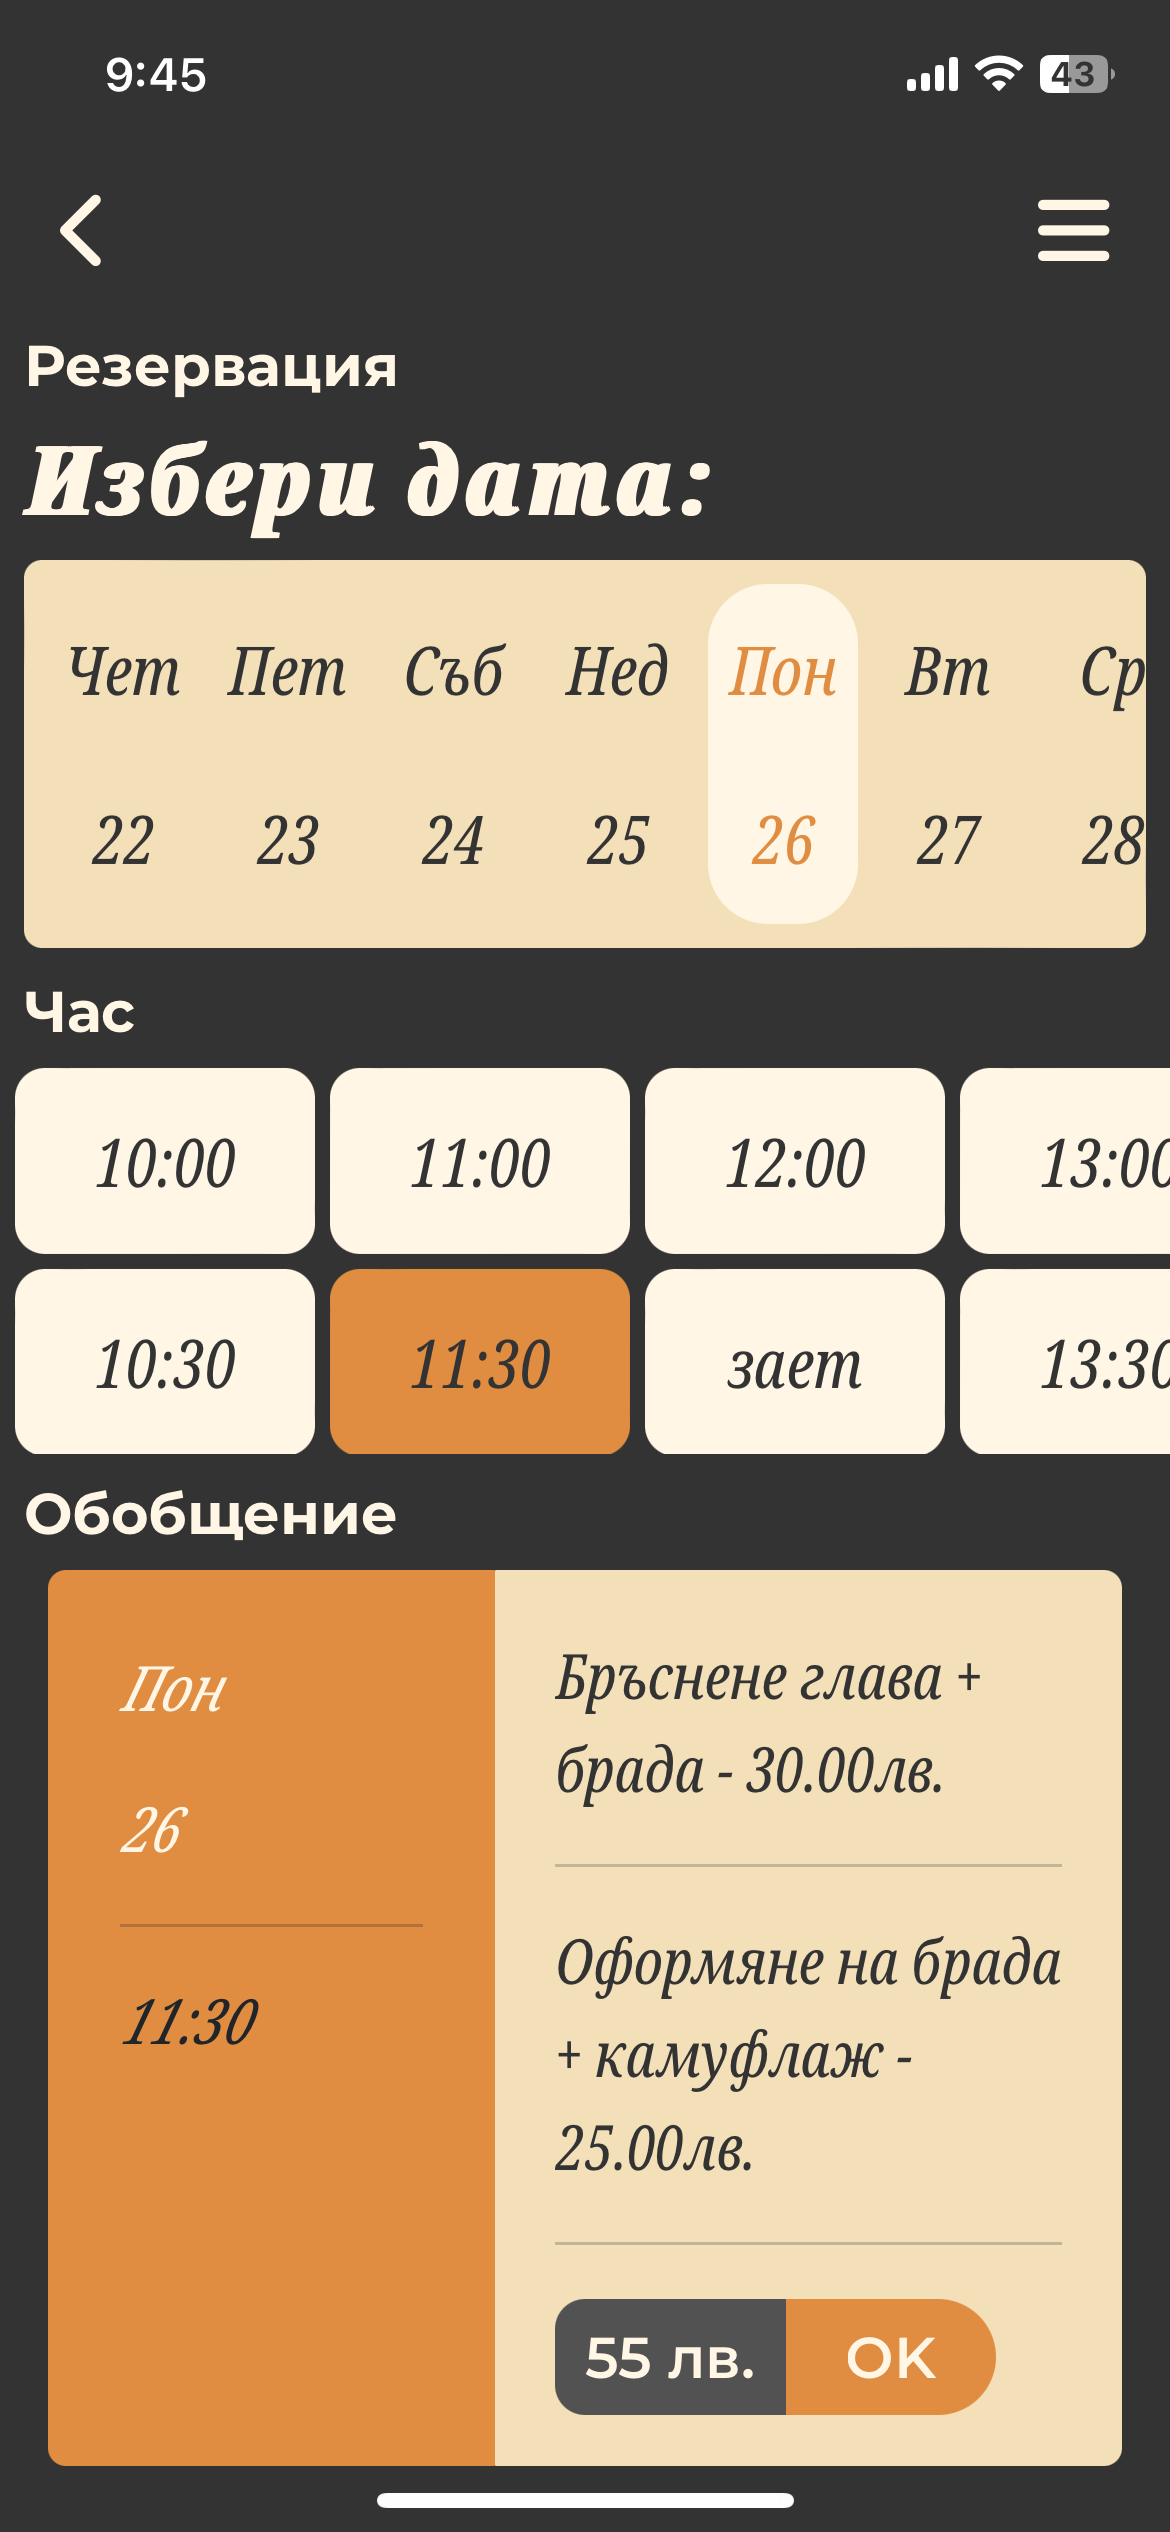 9:45
43
Резервация
Избери дата:
Чет Пет Съб Нед Пон Вт Ср
22 23 24 25 26 27 28
Час
10:00 11:00 12:00 13:00
10:30 11:30 зает 13:30
Обобщение
Пон
26
11:30
Бръснене глава +
брада - 30.00лв.
Оформяне на брада
+ камуфлаж -
25.00лв.
55 лв. OK